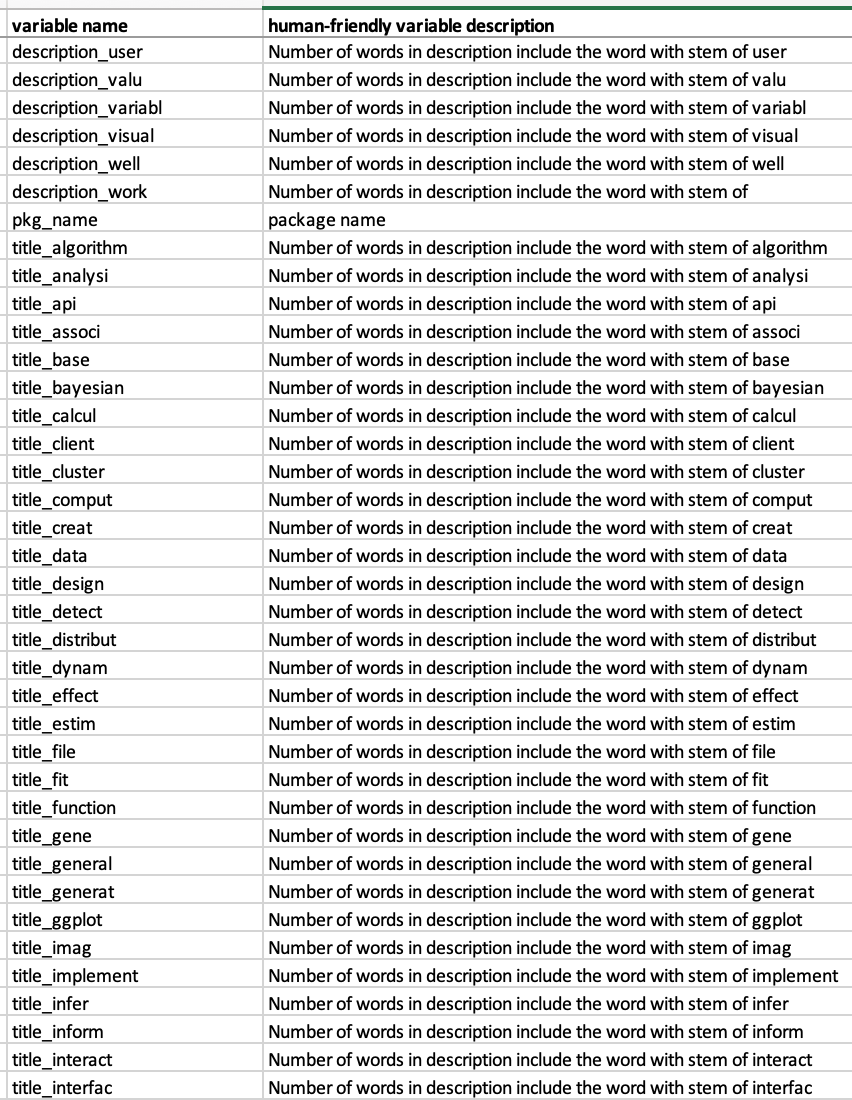 variable name human-friendly variable description
description_user Number of words in description include the word with stem of user
description_valu Number of words in description include the word with stem of valu
description_variabl Number of words in description include the word with stem of variabl
description_visual Number of words in description include the word with stem of visual
description_well Number of words in description include the word with stem of well
description_work Number of words in description include the word with stem of
pkg_name package name
title_algorithm Number of words in description include the word with stem of algorithm
title_analysi Number of words in description include the word with stem of analysi
title_api Number of words in description include the word with stem of api
title_associ Number of words in description include the word with stem of associ
title_base Number of words in description include the word with stem of base
title_bayesian Number of words in description include the word with stem of bayesian
title_calcul Number of words in description include the word with stem of calcul
title_client Number of words in description include the word with stem of client
title_cluster Number of words in description include the word with stem of cluster
title_comput Number of words in description include the word with stem of comput
title_creat Number of words in description include the word with stem of creat
title_data Number of words in description include the word with stem of data
title_design Number of words in description include the word with stem of design
title_detect Number of words in description include the word with stem of detect
title_distribut Number of words in description include the word with stem of distribut
title_dynam Number of words in description include the word with stem of dynam
title_effect Number of words in description include the word with stem of effect
title_estim Number of words in description include the word with stem of estim
title_file Number of words in description include the word with stem of file
title_fit Number of words in description include the word with stem of fit
title_function Number of words in description include the word with stem of function
title_gene Number of words in description include the word with stem of gene
title_general Number of words in description include the word with stem of general
title_generat Number of words in description include the word with stem of generat
title_ggplot Number of words in description include the word with stem of ggplot
title_imag Number of words in description include the word with stem of imag
title_implement Number of words in description include the word with stem of implement
title_infer Number of words in description include the word with stem of infer
title_inform Number of words in description include the word with stem of inform
title_interact Number of words in description include the word with stem of interact
title_interfac Number of words in description include the word with stem of interfac